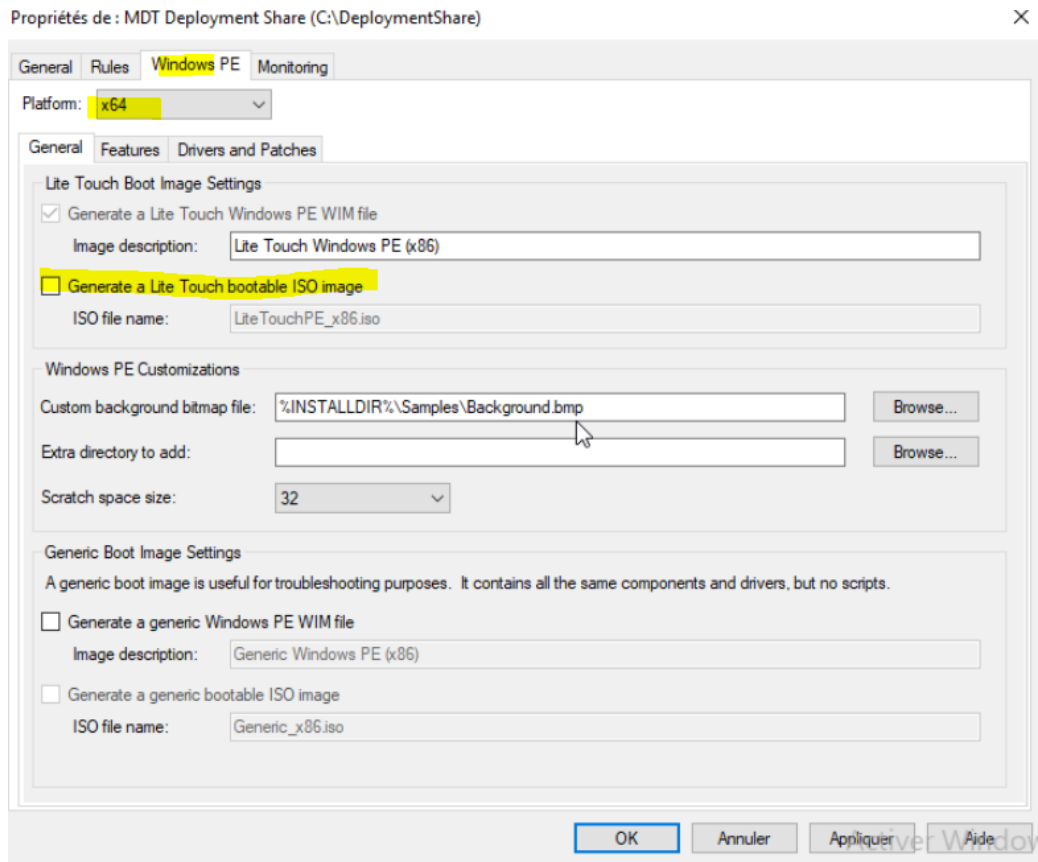 Propriétés de : MDT Deployment Share (C:\DeploymentShare)
General Rules Windows PE Monitoring
Platform: x64
General Features Drivers and Patches
Lite Touch Boot Image Settings
Generate a Lite Touch Windows PE WIM file
Image description: Lite Touch Windows PE (x86)
Generate a Lite Touch bootable ISO image
ISO file name: LiteTouchPE_x86.iso
Windows PE Customizations
Custom background bitmap file: %INSTALLDIR%\Samples\Background.bmp Browse...
Extra directory to add: Browse...
Scratch space size: 32
Generic Boot Image Settings
A generic boot image is useful for troubleshooting purposes. It contains all the same components and drivers, but no scripts.
Generate a generic Windows PE WIM file
Image description: Generic Windows PE (x86)
Generate a generic bootable ISO image
ISO file name: Generic_x86.iso
OK Annuler Appliquer Aide
Activer Window